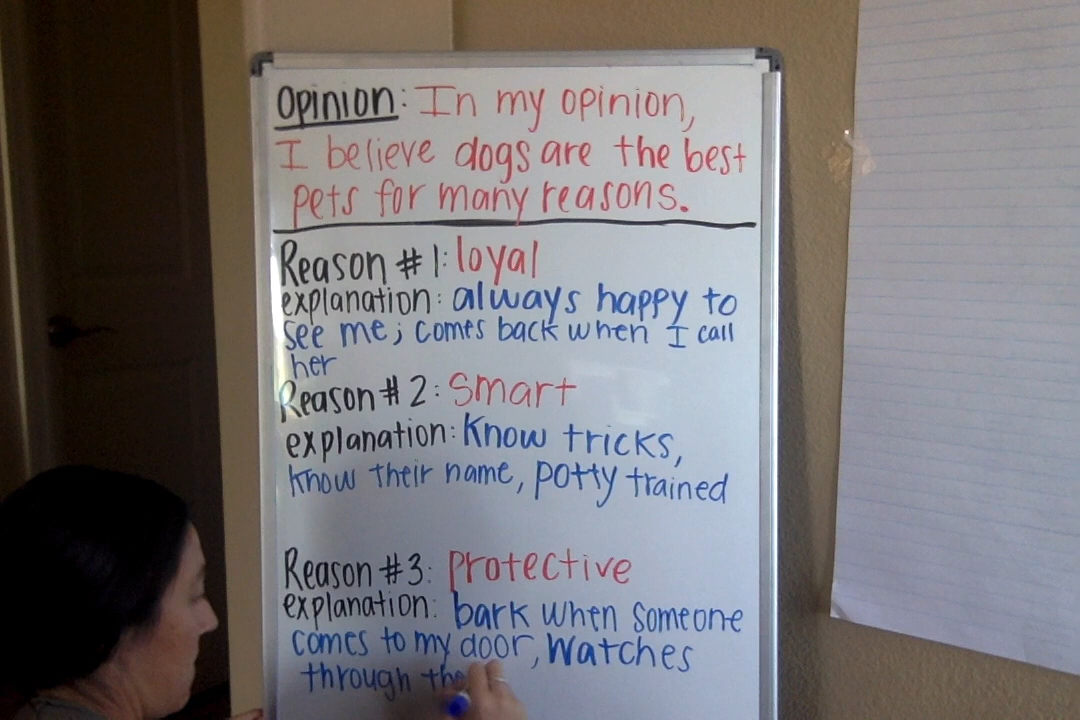 Opinion: In my opinion,
I believe dogs are the best
pets for many reasons.
Reason #1: loyal
explanation: always happy to
see me; comes back when I call
her
Reason #2: smart
explanation: Know tricks,
know their name, potty trained
Reason #3: protective
explanation: bark when someone
comes to my door, watches
through the